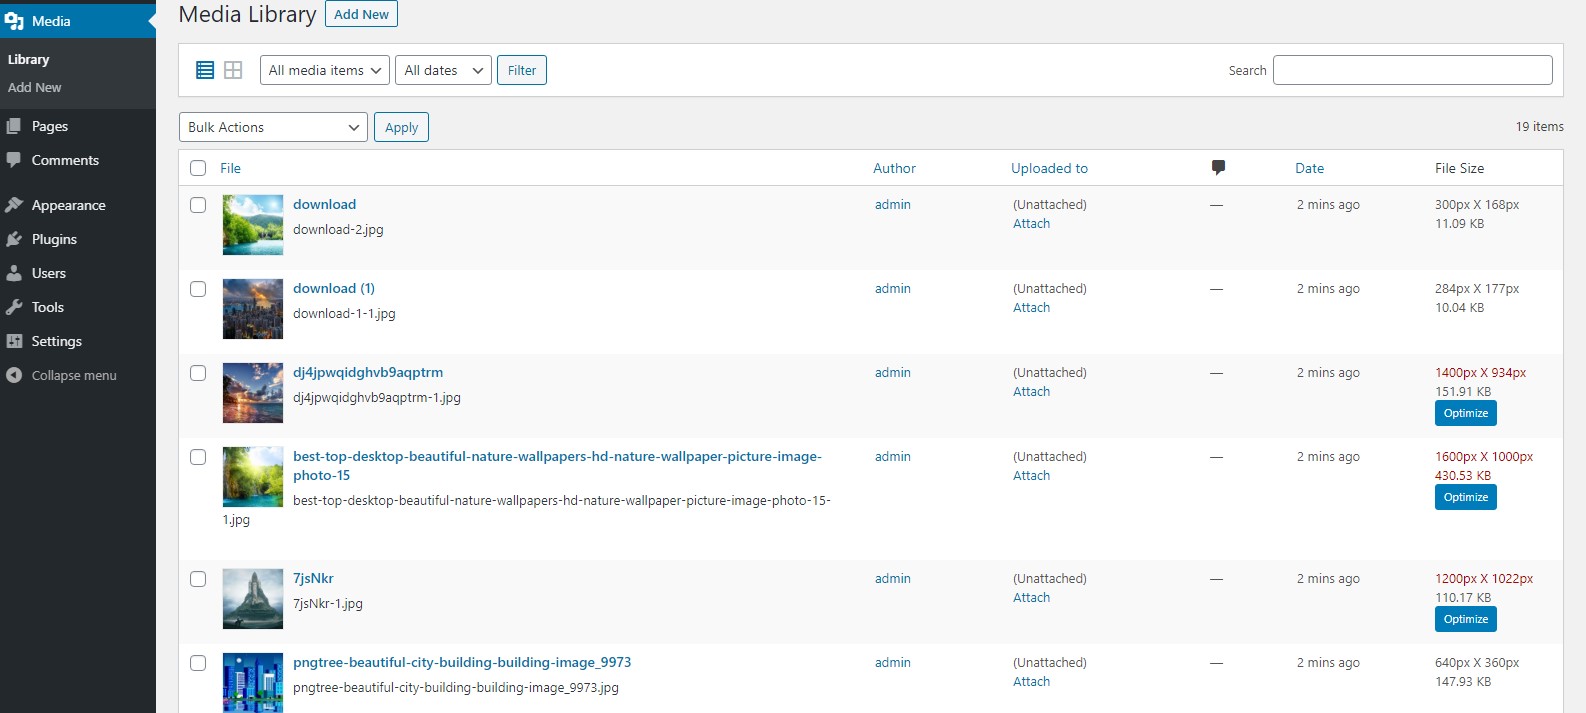 Media
Library
Add New
Pages
Comments
Appearance
Plugins
Users
Tools
Settings
Collapse menu
Media Library Add New
All media items All dates Filter Search
Bulk Actions Apply 19 items
File Author Uploaded to Date File Size
download admin (Unattached) — 2 mins ago 300px X 168px
download-2.jpg Attach 11.09 KB
download (1) admin (Unattached) — 2 mins ago 284px X 177px
download-1-1.jpg Attach 10.04 KB
dj4jpwqidghvb9aqptrm admin (Unattached) — 2 mins ago 1400px X 934px
dj4jpwqidghvb9aqptrm-1.jpg Attach 151.91 KB
Optimize
best-top-desktop-beautiful-nature-wallpapers-hd-nature-wallpaper-picture-image- admin (Unattached) — 2 mins ago 1600px X 1000px
photo-15 Attach 430.53 KB
best-top-desktop-beautiful-nature-wallpapers-hd-nature-wallpaper-picture-image-photo-15- Optimize
1.jpg
7jsNkr admin (Unattached) — 2 mins ago 1200px X 1022px
7jsNkr-1.jpg Attach 110.17 KB
Optimize
pngtree-beautiful-city-building-building-image_9973 admin (Unattached) — 2 mins ago 640px X 360px
pngtree-beautiful-city-building-building-image_9973.jpg Attach 147.93 KB